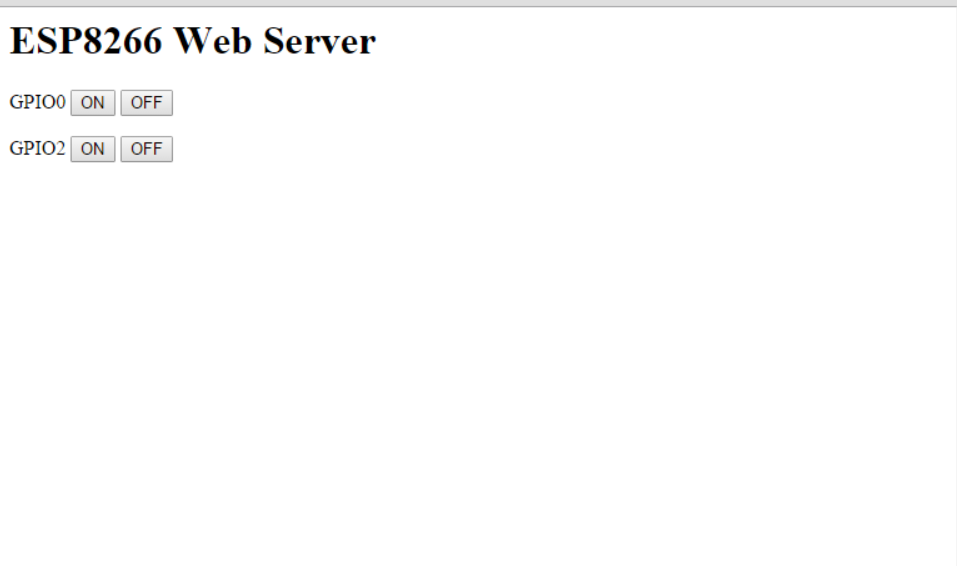 ESP8266 Web Server
GPIO0 ON OFF
GPIO2 ON OFF